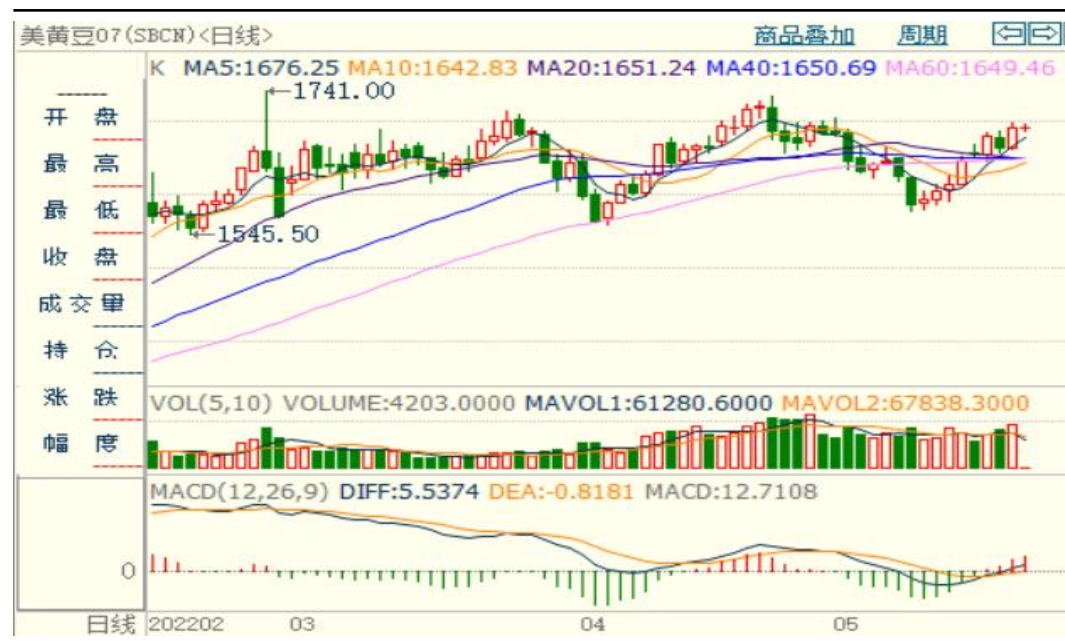 美黄豆07(SBCN)<日线> 商品叠加 周期
K MA5:1676.25 MA10:1642.83 MA20:1651.24 MA40:1650.69 MA60:1649.46
1741.00
开 盘
最 高
最 低
1545.50
收 盘
成 交 量
持 仓
涨 跌
VOL(5,10) VOLUME:4203.0000 MAVOL1:61280.6000 MAVOL2:67838.3000
幅 度
MACD(12,26,9) DIFF:5.5374 DEA:-0.8181 MACD:12.7108
0
日线 202202 03 04 05